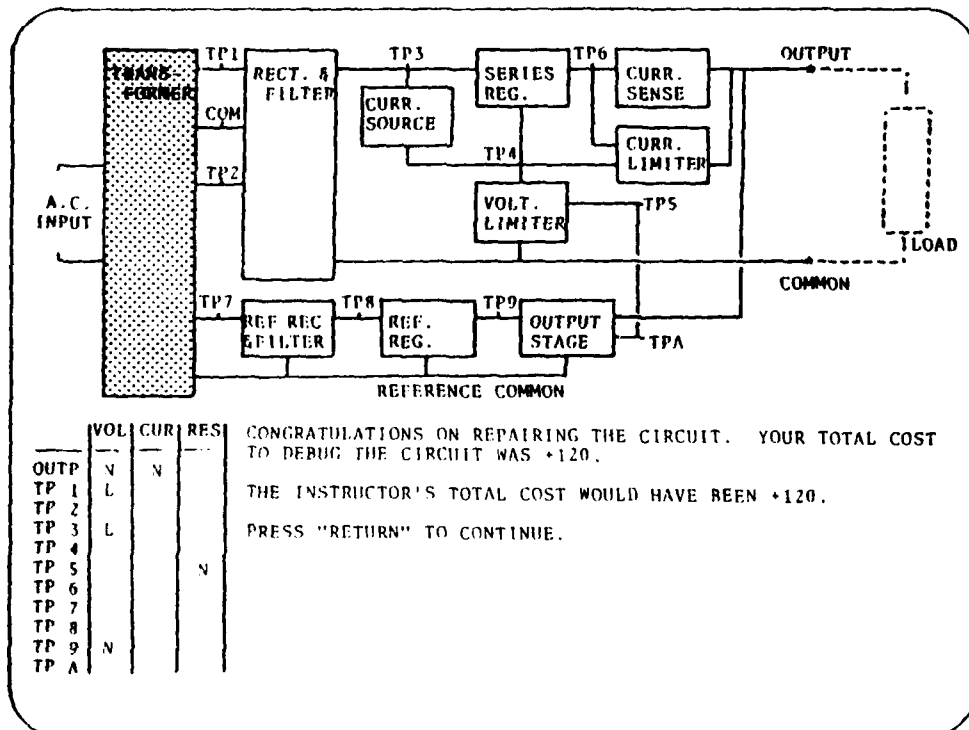 TP1
TP3
TP6
OUTPUT
TRANS-
FORMER
RECT. &
FILTER
SERIES
REG.
CURR.
SENSE
CURR.
SOURCE
COM
TP4
CURR.
LIMITER
TP2
A.C.
INPUT
VOLT.
LIMITER
TP5
LOAD
COMMON
TP7
REF REC
&FILTER
TP8
REF.
REG.
TP9
OUTPUT
STAGE
TPA
REFERENCE COMMON
VOL CUR RES
OUTP N N
TP 1 L
TP 2
TP 3 L
TP 4
TP 5 N
TP 6
TP 7
TP 8
TP 9 N
TP A
CONGRATULATIONS ON REPAIRING THE CIRCUIT. YOUR TOTAL COST
TO DEBUG THE CIRCUIT WAS +120.
THE INSTRUCTOR'S TOTAL COST WOULD HAVE BEEN +120.
PRESS "RETURN" TO CONTINUE.